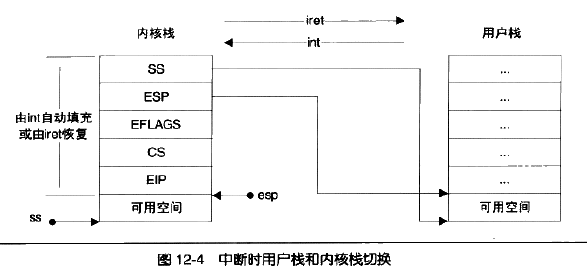 iret
内核栈
用户栈
int
SS
...
ESP
...
由int自动填充
或由iret恢复
EFLAGS
...
CS
...
EIP
...
esp
可用空间
可用空间
ss
图 12-4 中断时用户栈和内核栈切换